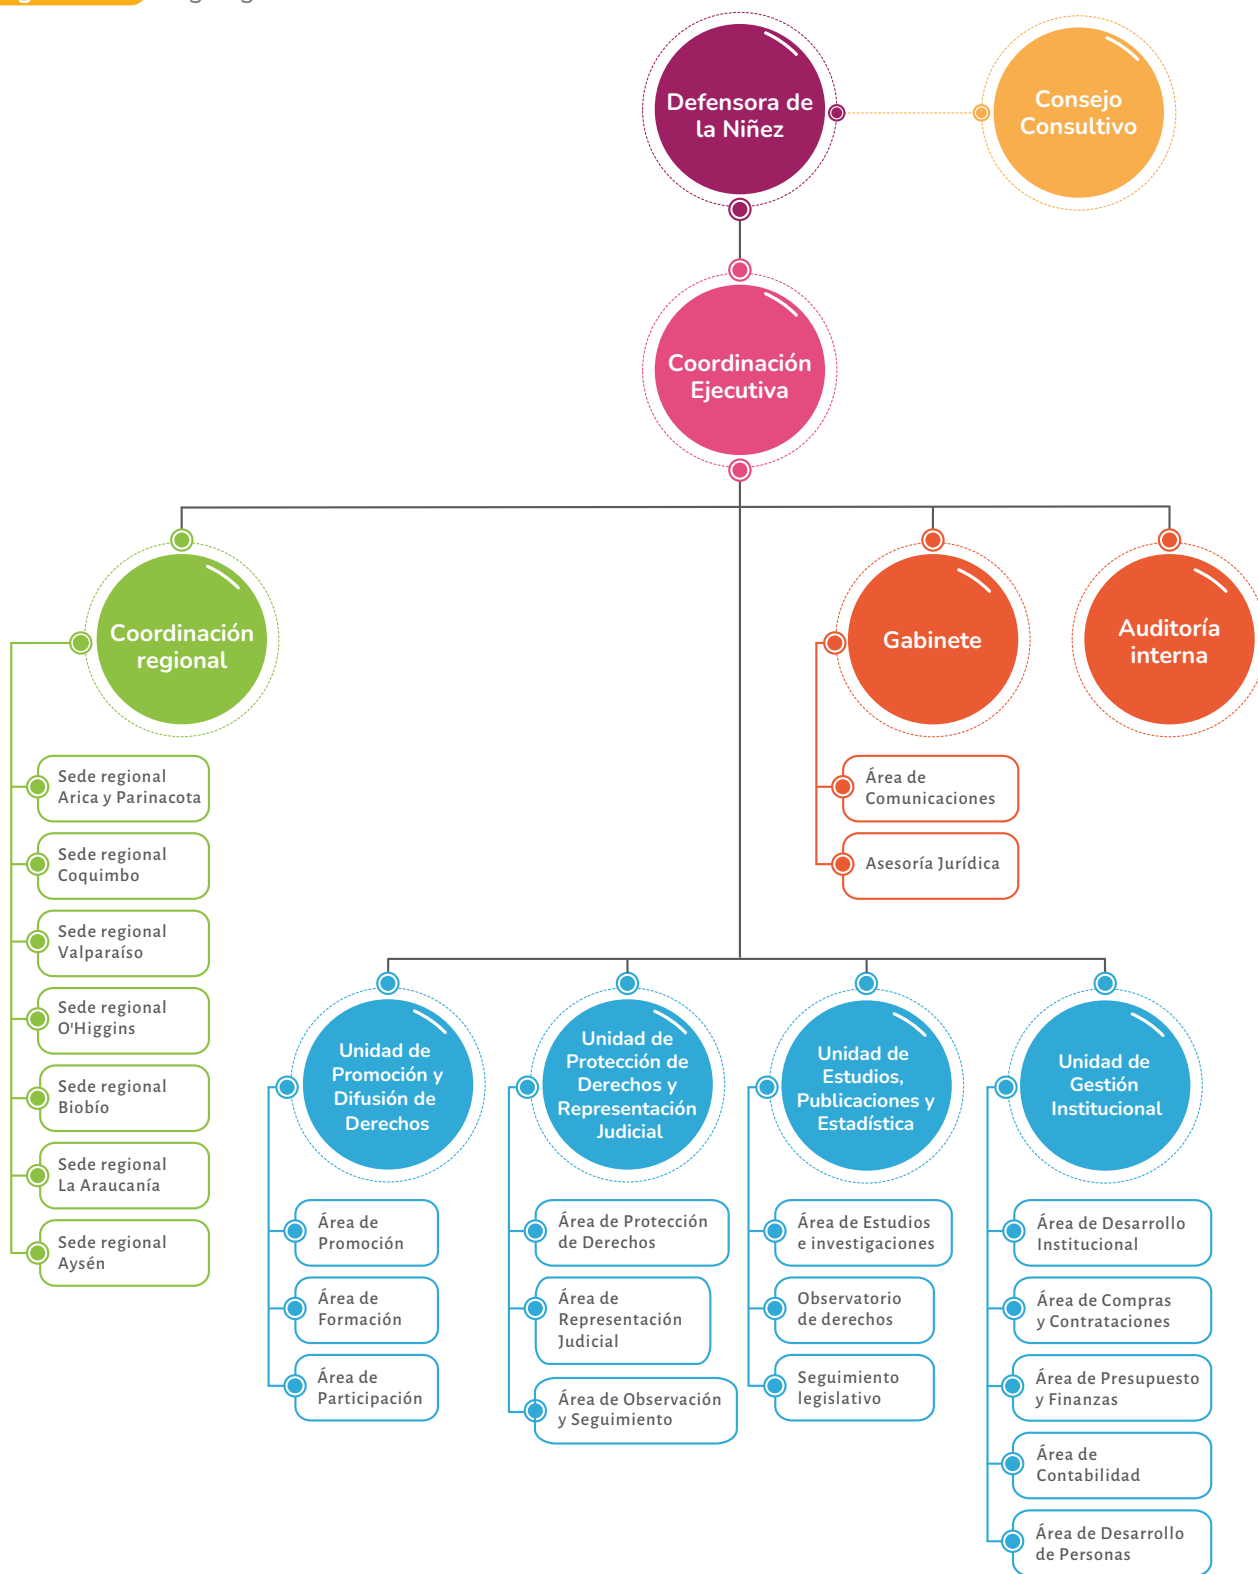 Defensora de
la Niñez
Consejo
Consultivo
Coordinación
Ejecutiva
Coordinación
regional
Gabinete
Auditoría
interna
Sede regional
Arica y Parinacota
Sede regional
Coquimbo
Sede regional
Valparaíso
Sede regional
O'Higgins
Sede regional
Biobío
Sede regional
La Araucanía
Sede regional
Aysén
Área de
Comunicaciones
Asesoría Jurídica
Unidad de
Promoción y
Difusión de
Derechos
Área de
Promoción
Área de
Formación
Área de
Participación
Unidad de
Protección de
Derechos y
Representación
Judicial
Área de Protección
de Derechos
Área de
Representación
Judicial
Área de Observación
y Seguimiento
Unidad de
Estudios,
Publicaciones y
Estadística
Área de Estudios
e investigaciones
Observatorio
de derechos
Seguimiento
legislativo
Unidad de
Gestión
Institucional
Área de Desarrollo
Institucional
Área de Compras
y Contrataciones
Área de Presupuesto
y Finanzas
Área de
Contabilidad
Área de Desarrollo
de Personas